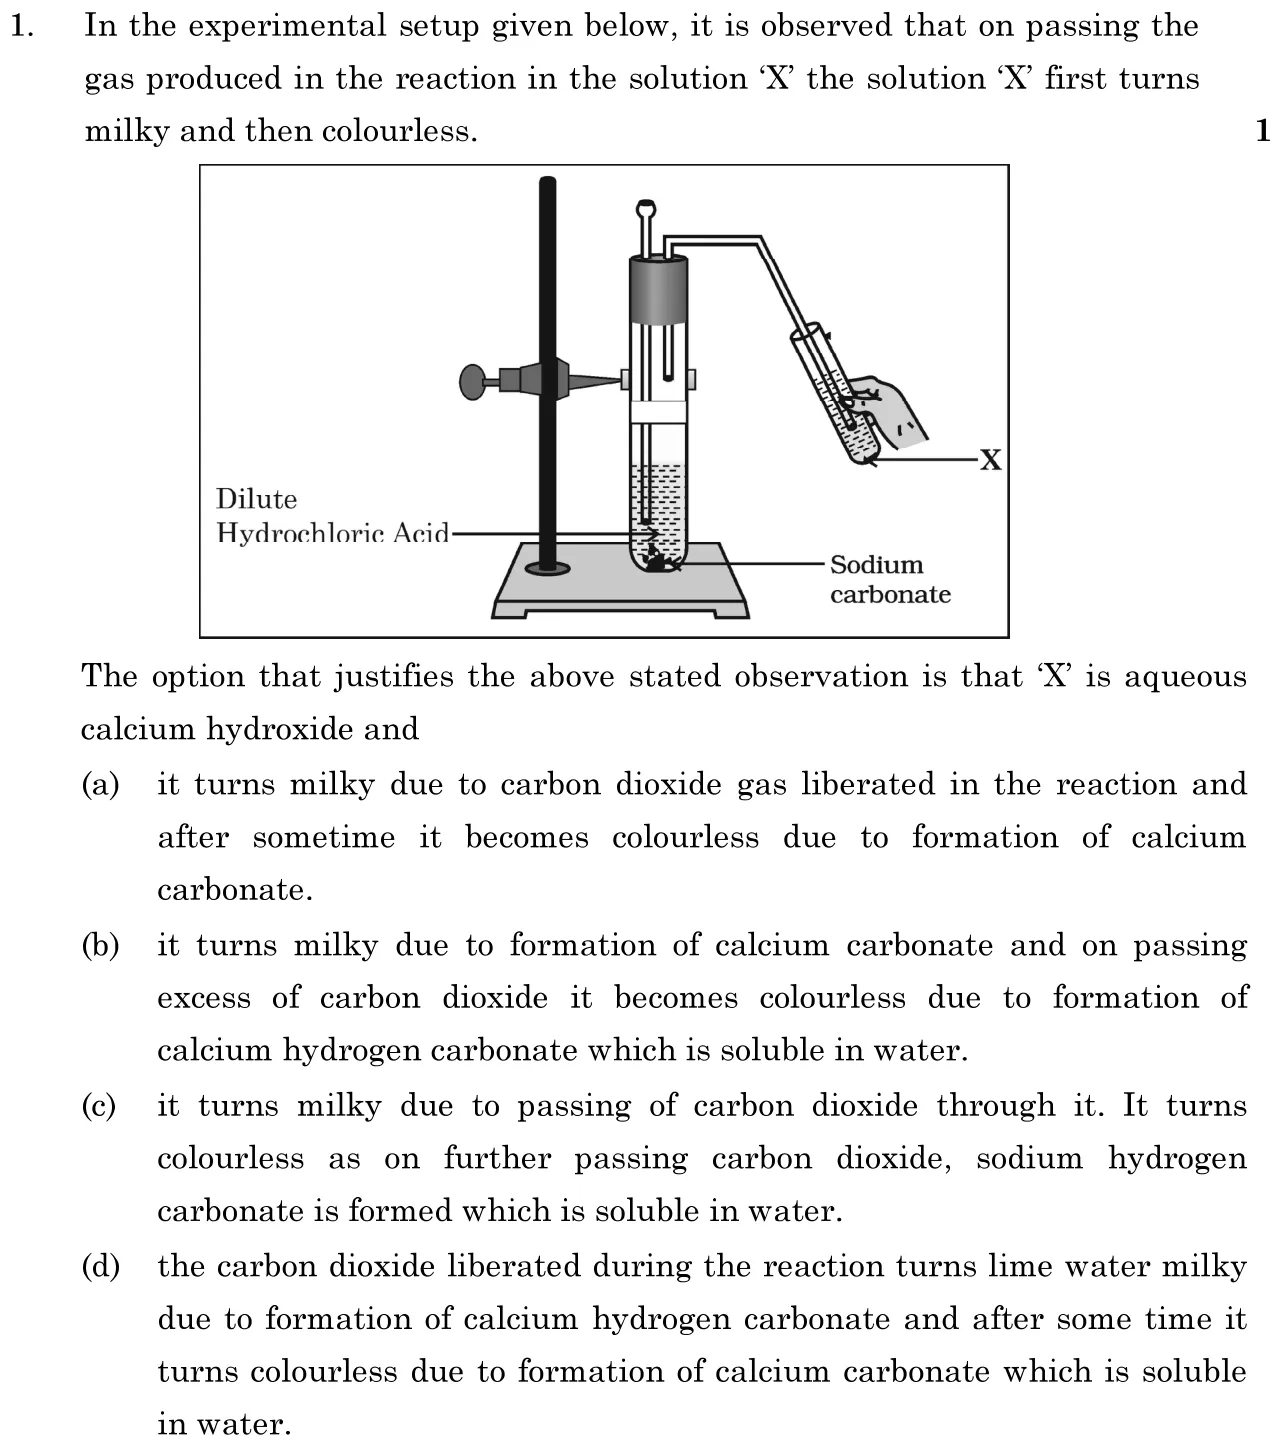 1. In the experimental setup given below, it is observed that on passing the
gas produced in the reaction in the solution ‘X’ the solution ‘X’ first turns
milky and then colourless. 1
Dilute
Hydrochloric Acid
X
Sodium
carbonate
The option that justifies the above stated observation is that ‘X’ is aqueous
calcium hydroxide and
(a) it turns milky due to carbon dioxide gas liberated in the reaction and
after sometime it becomes colourless due to formation of calcium
carbonate.
(b) it turns milky due to formation of calcium carbonate and on passing
excess of carbon dioxide it becomes colourless due to formation of
calcium hydrogen carbonate which is soluble in water.
(c) it turns milky due to passing of carbon dioxide through it. It turns
colourless as on further passing carbon dioxide, sodium hydrogen
carbonate is formed which is soluble in water.
(d) the carbon dioxide liberated during the reaction turns lime water milky
due to formation of calcium hydrogen carbonate and after some time it
turns colourless due to formation of calcium carbonate which is soluble
in water.